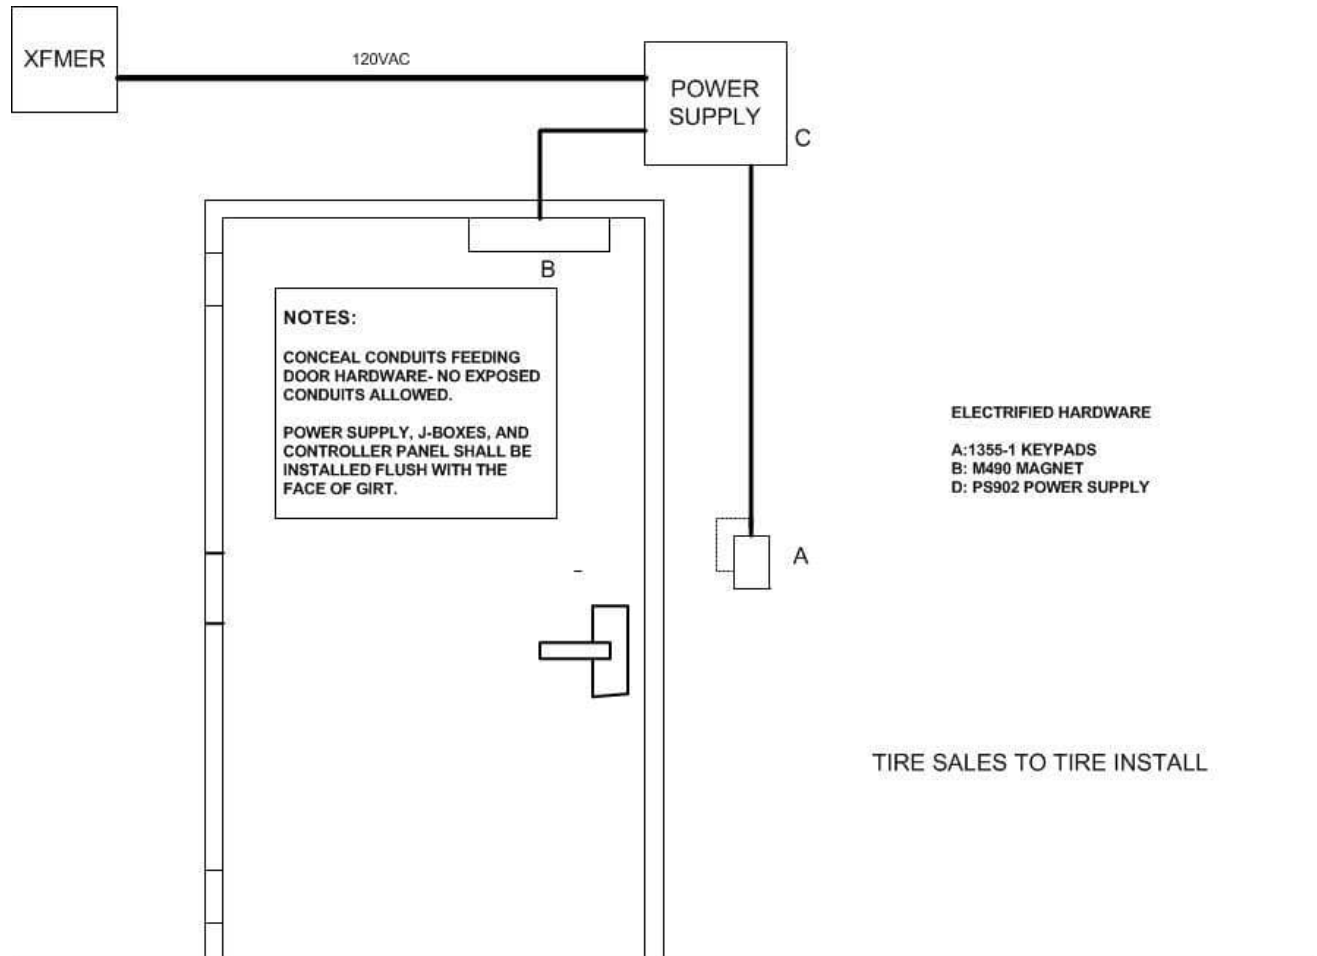 XFMER
120VAC
POWER
SUPPLY
C
B
NOTES:
CONCEAL CONDUITS FEEDING
DOOR HARDWARE- NO EXPOSED
CONDUITS ALLOWED.
POWER SUPPLY, J-BOXES, AND
CONTROLLER PANEL SHALL BE
INSTALLED FLUSH WITH THE
FACE OF GIRT.
ELECTRIFIED HARDWARE
A:1355-1 KEYPADS
B: M490 MAGNET
D: PS902 POWER SUPPLY
A
TIRE SALES TO TIRE INSTALL